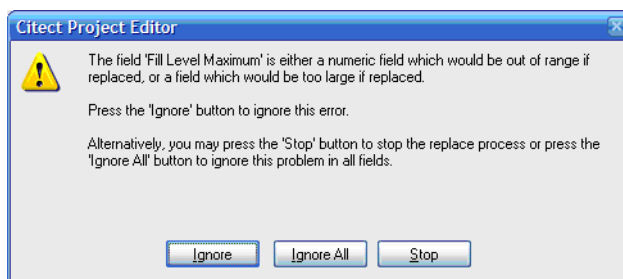 Citect Project Editor
The field 'Fill Level Maximum' is either a numeric field which would be out of range if
replaced, or a field which would be too large if replaced.
Press the 'Ignore' button to ignore this error.
Alternatively, you may press the 'Stop' button to stop the replace process or press the
'Ignore All' button to ignore this problem in all fields.
Ignore Ignore All Stop